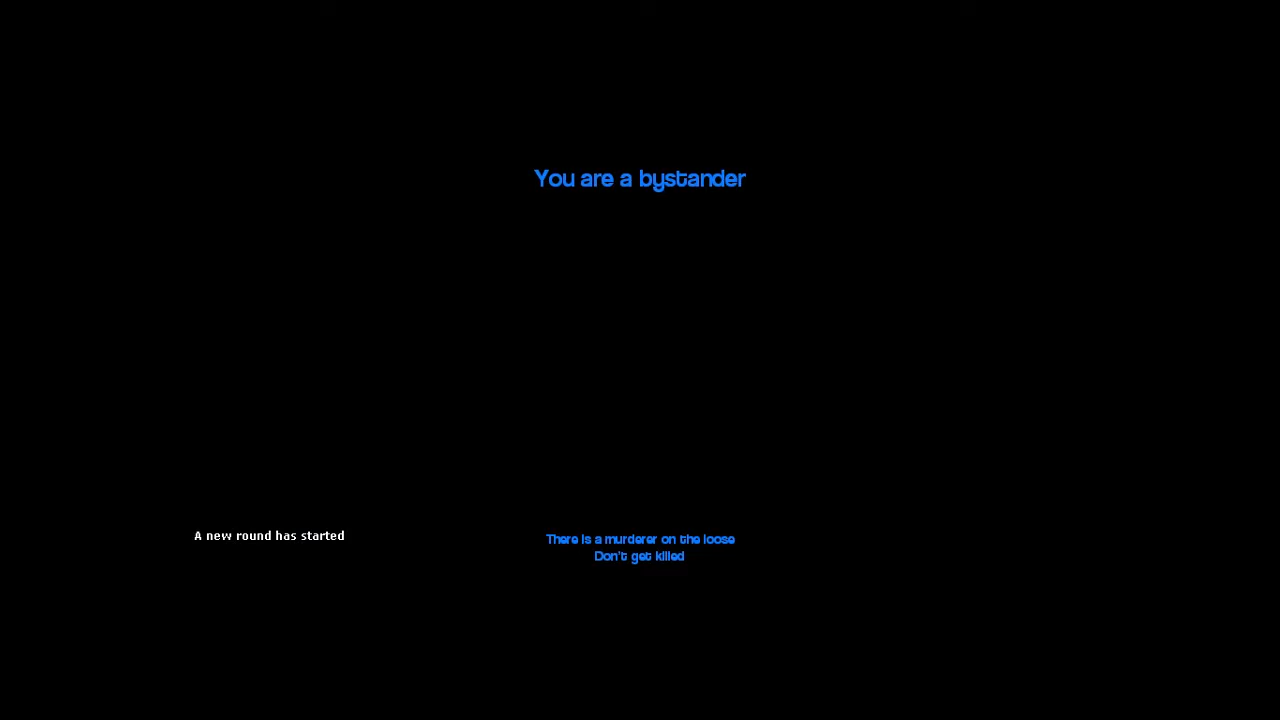 You are a bystander
A new round has started
There is a murderer on the loose
Don't get killed